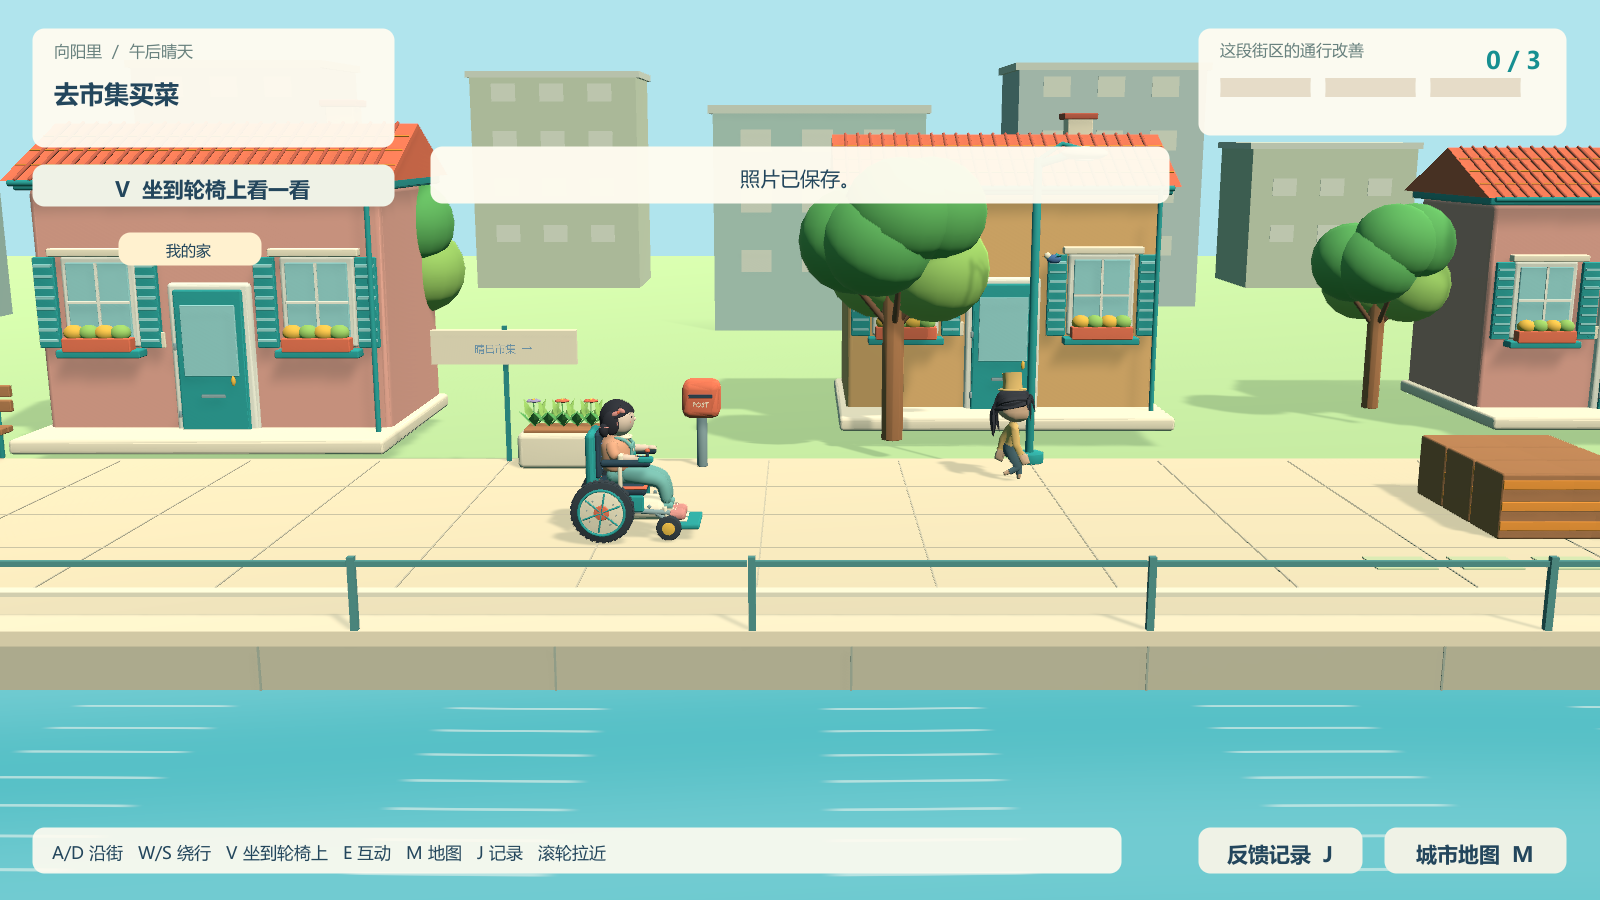 向阳里 / 午后晴天
去市集买菜
这段街区的通行改善
0 / 3
V 坐到轮椅上看一看
照片已保存。
我的家
市集 →
POST
A/D 沿街 W/S 绕行 V 坐到轮椅上 E 互动 M 地图 J 记录 滚轮拉近
反馈记录 J
城市地图 M